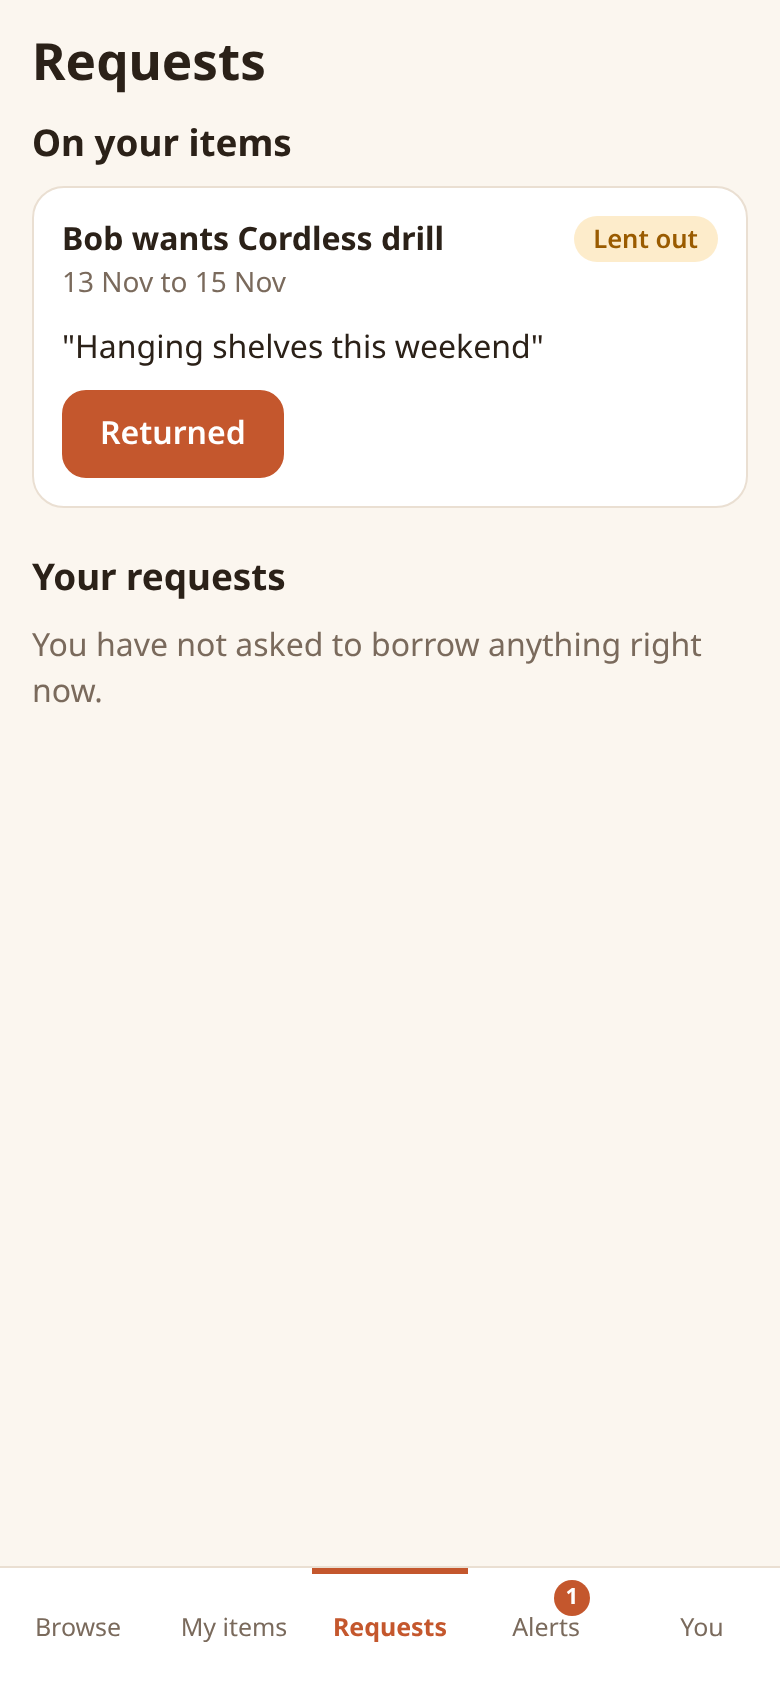 Requests
On your items
Bob wants Cordless drill
Lent out
13 Nov to 15 Nov
"Hanging shelves this weekend"
Returned
Your requests
You have not asked to borrow anything right
now.
1
Browse
My items
Requests
Alerts
You